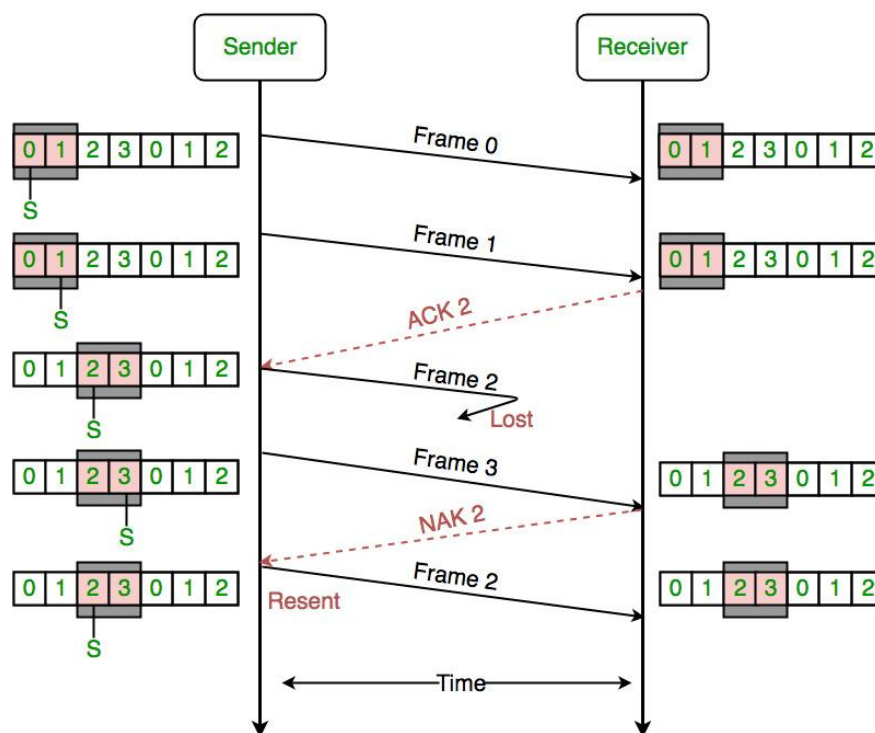 Sender
Receiver
Frame 0
0 1 2 3 0 1 2
0 1 2 3 0 1 2
S
Frame 1
0 1 2 3 0 1 2
0 1 2 3 0 1 2
S
ACK 2
Frame 2
0 1 2 3 0 1 2
S
Lost
Frame 3
0 1 2 3 0 1 2
0 1 2 3 0 1 2
S
NAK 2
Frame 2
0 1 2 3 0 1 2
0 1 2 3 0 1 2
Resent
S
Time